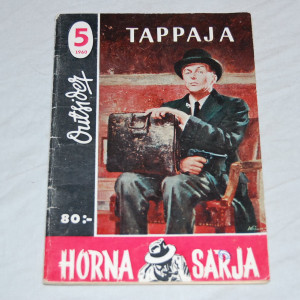 5
1960
TAPPAJA
Outsider
80:-
HORNA SARJA